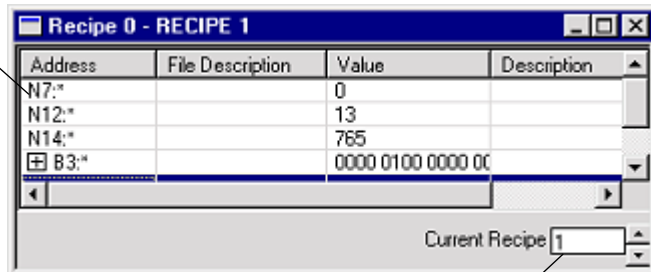 Recipe 0 - RECIPE 1
Address File Description Value Description
N7:* 0
N12:* 13
N14:* 765
B3:* 0000 0100 0000 00
Current Recipe 1